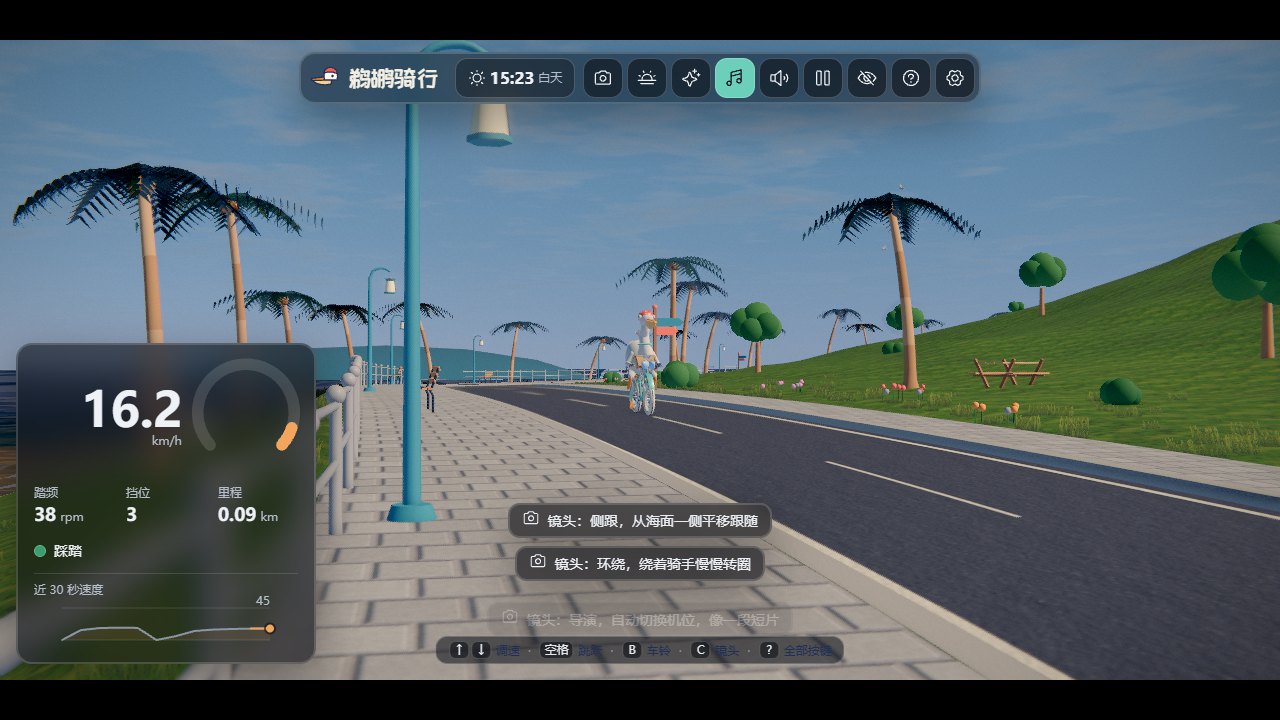 鹈鹕骑行
15:23 白天
16.2
km/h
踏频 挡位 里程
38 rpm 3 0.09 km
踩踏
近 30 秒速度
45
镜头：侧跟，从海面一侧平移跟随
镜头：环绕，绕着骑手慢慢转圈
镜头：导演，自动切换机位，像一段短片
↑ ↓ 调速 · 空格 跳跃 · B 车铃 · C 镜头 · ? 全部按键